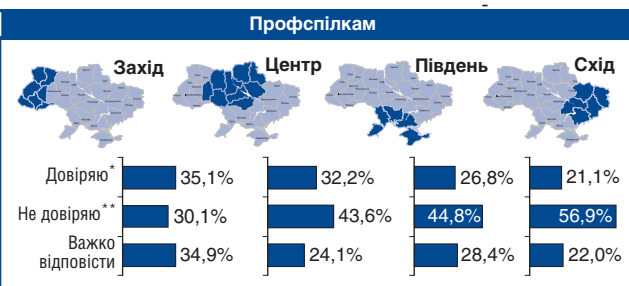 Профспілкам
Захід Центр Південь Схід
Довіряю* 35,1% 32,2% 26,8% 21,1%
Не довіряю** 30,1% 43,6% 44,8% 56,9%
Важко
відповісти 34,9% 24,1% 28,4% 22,0%